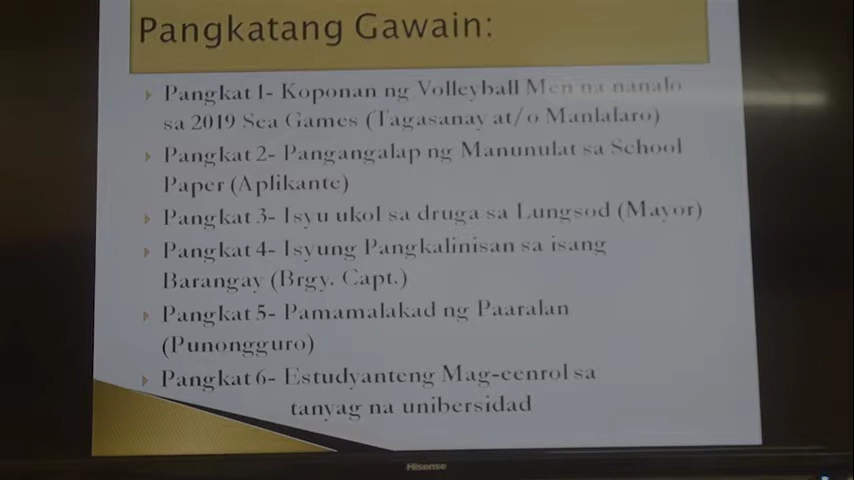 Pangkatang Gawain:
Pangkat 1- Koponan ng Volleyball Men na nanalo
sa 2019 Sea Games (Tagasanay at/o Manlalaro)
Pangkat 2- Pangangalap ng Manunulat sa School
Paper (Aplikante)
Pangkat 3- Isyu ukol sa druga sa Lungsod (Mayor)
Pangkat 4- Isyung Pangkalinisan sa isang
Barangay (Brgy. Capt.)
Pangkat 5- Pamamalakad ng Paaralan
(Punongguro)
Pangkat 6- Estudyanteng Mag-eenrol sa
tanyag na unibersidad
Hisense